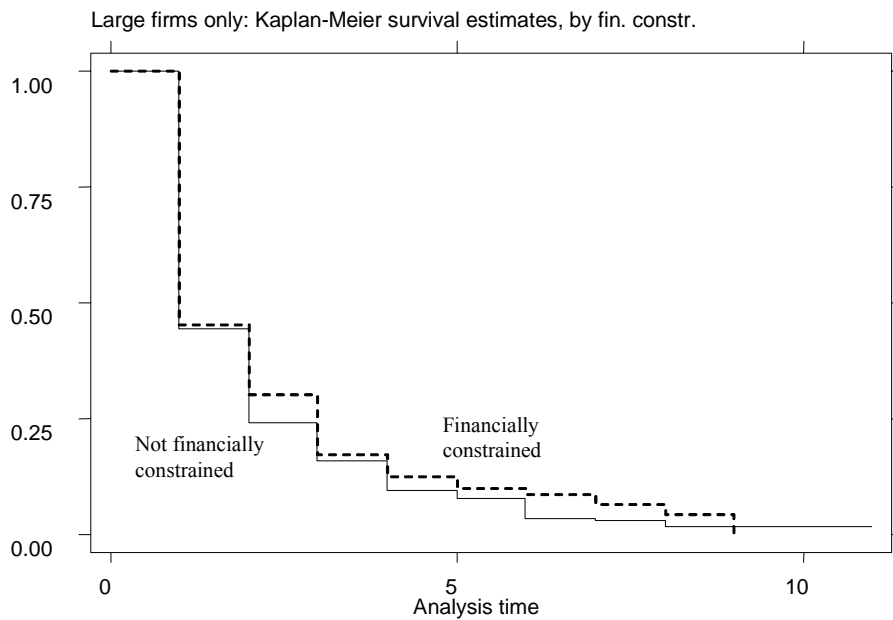 Large firms only: Kaplan-Meier survival estimates, by fin. constr.
1.00
0.75
0.50
0.25
0.00
Not financially
constrained
Financially
constrained
0
5
10
Analysis time